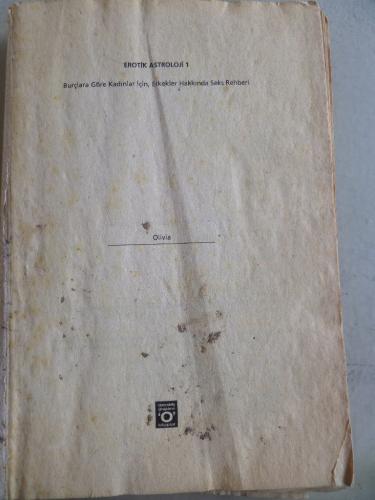 EROTİK ASTROLOJİ 1
Burçlara Göre Kadınlar İçin, Erkekler Hakkında Seks Rehberi
Olivia